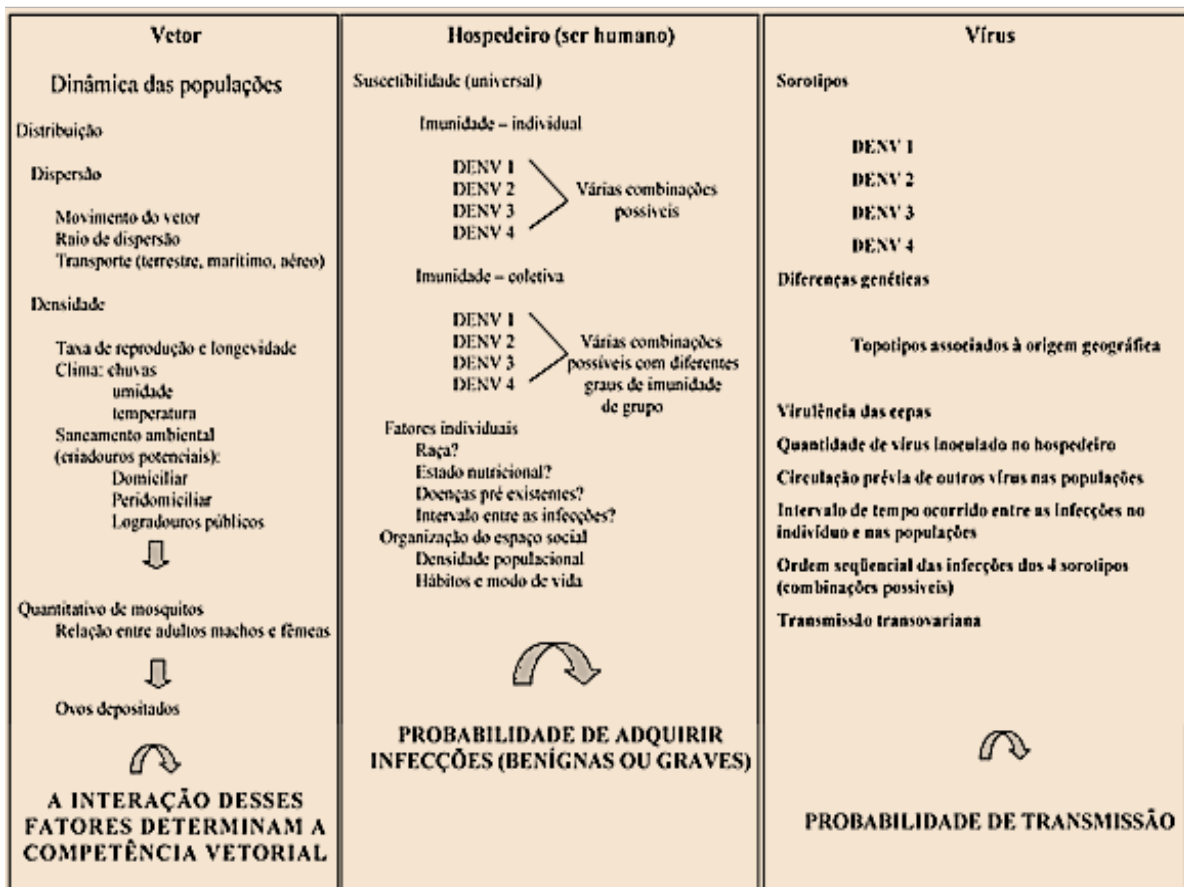 Vetor
Dinâmica das populações
Distribuição
Dispersão
Movimento do vetor
Raio de dispersão
Transporte (terrestre, marítimo, aéreo)
Densidade
Taxa de reprodução e longevidade
Clima: chuvas
umidade
temperatura
Saneamento ambiental
(criadouros potenciais):
Domiciliar
Peridomiciliar
Logradouros públicos
Quantitativo de mosquitos
Relação entre adultos machos e fêmeas
Ovos depositados
A INTERAÇÃO DESSES
FATORES DETERMINAM A
COMPETÊNCIA VETORIAL
Hospedeiro (ser humano)
Suscetibilidade (universal)
Imunidade – individual
DENV 1
DENV 2
DENV 3
DENV 4
Várias combinações
possíveis
Imunidade – coletiva
DENV 1
DENV 2
DENV 3
DENV 4
Várias combinações
possíveis com diferentes
graus de imunidade
de grupo
Fatores individuais
Raça?
Estado nutricional?
Doenças pré existentes?
Intervalo entre as infecções?
Organização do espaço social
Densidade populacional
Hábitos e modo de vida
PROBABILIDADE DE ADQUIRIR
INFECÇÕES (BENÍGNAS OU GRAVES)
Vírus
Sorotipos
DENV 1
DENV 2
DENV 3
DENV 4
Diferenças genéticas
Topotipos associados à origem geográfica
Virulência das cepas
Quantidade de vírus inoculado no hospedeiro
Circulação prévia de outros vírus nas populações
Intervalo de tempo ocorrido entre as infecções no
indivíduo e nas populações
Ordem seqüencial das infecções dos 4 sorotipos
(combinações possíveis)
Transmissão transovariana
PROBABILIDADE DE TRANSMISSÃO